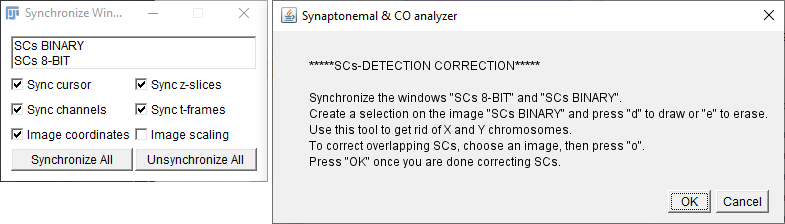 Synchronize Win...
SCs BINARY
SCs 8-BIT
Sync cursor
Sync z-slices
Sync channels
Sync t-frames
Image coordinates
Image scaling
Synchronize All
Unsynchronize All
Synaptonemal & CO analyzer
*****SCs-DETECTION CORRECTION*****
Synchronize the windows "SCs 8-BIT" and "SCs BINARY".
Create a selection on the image "SCs BINARY" and press "d" to draw or "e" to erase.
Use this tool to get rid of X and Y chromosomes.
To correct overlapping SCs, choose an image, then press "o".
Press "OK" once you are done correcting SCs.
OK
Cancel